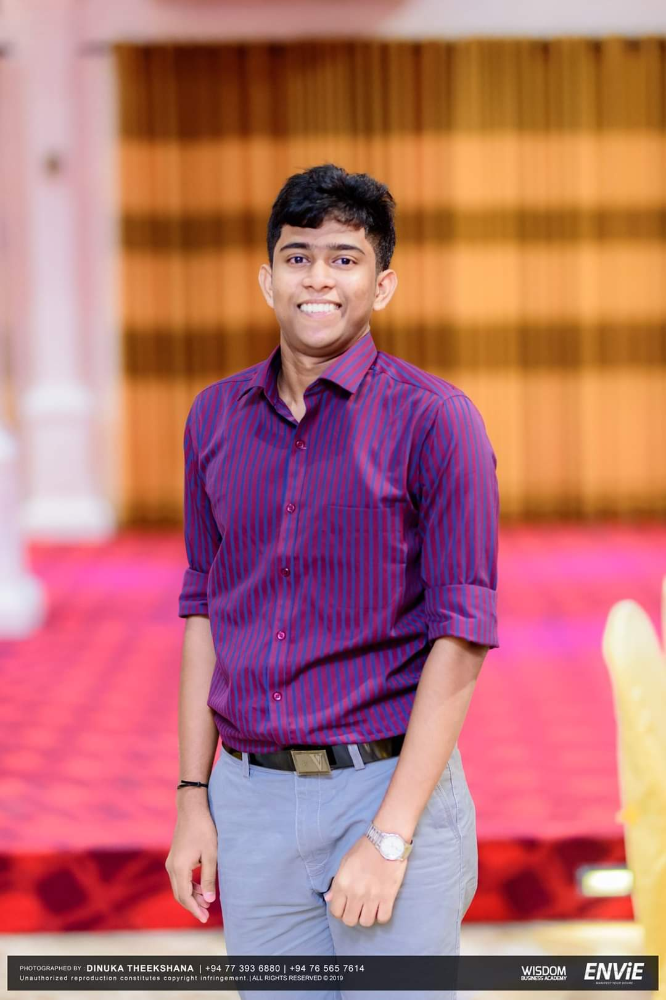 PHOTOGRAPHED BY : DINUKA THEEKSHANA | +94 77 393 6880 | +94 76 565 7614
Unauthorized reproduction constitutes copyright infringement. | ALL RIGHTS RESERVED © 2019
WISDOM
BUSINESS ACADEMY
ENViE
- MANIFEST YOUR DESIRE -
V